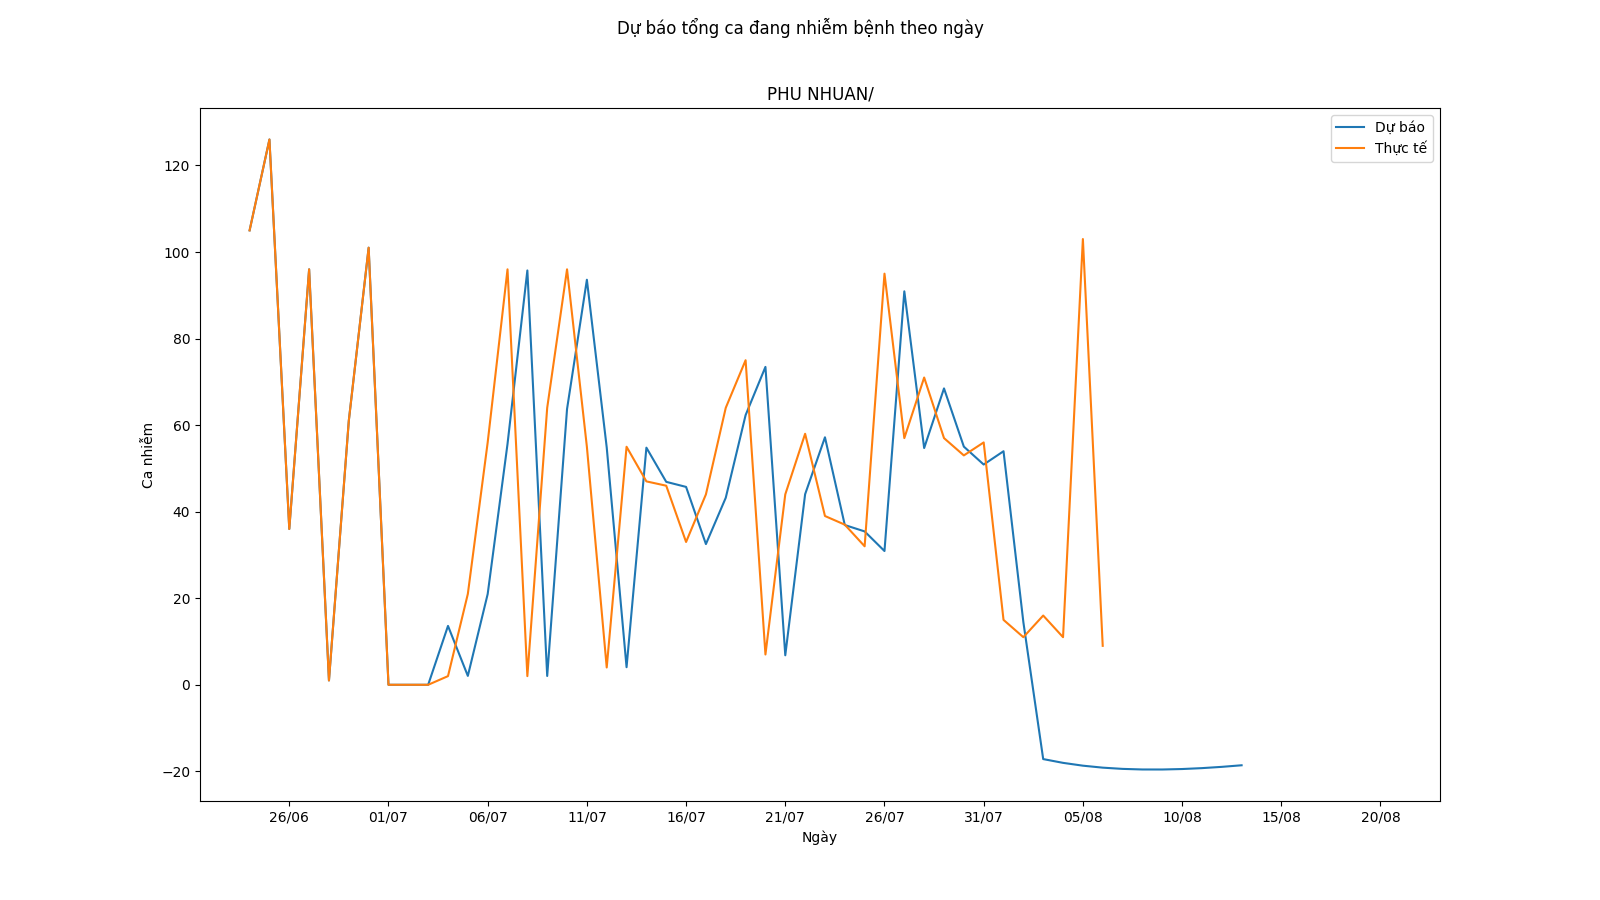 Dự báo tổng ca đang nhiễm bệnh theo ngày
PHU NHUAN/
Dự báo
Thực tế
Ca nhiễm
120
100
80
60
40
20
0
−20
26/06 01/07 06/07 11/07 16/07 21/07 26/07 31/07 05/08 10/08 15/08 20/08
Ngày